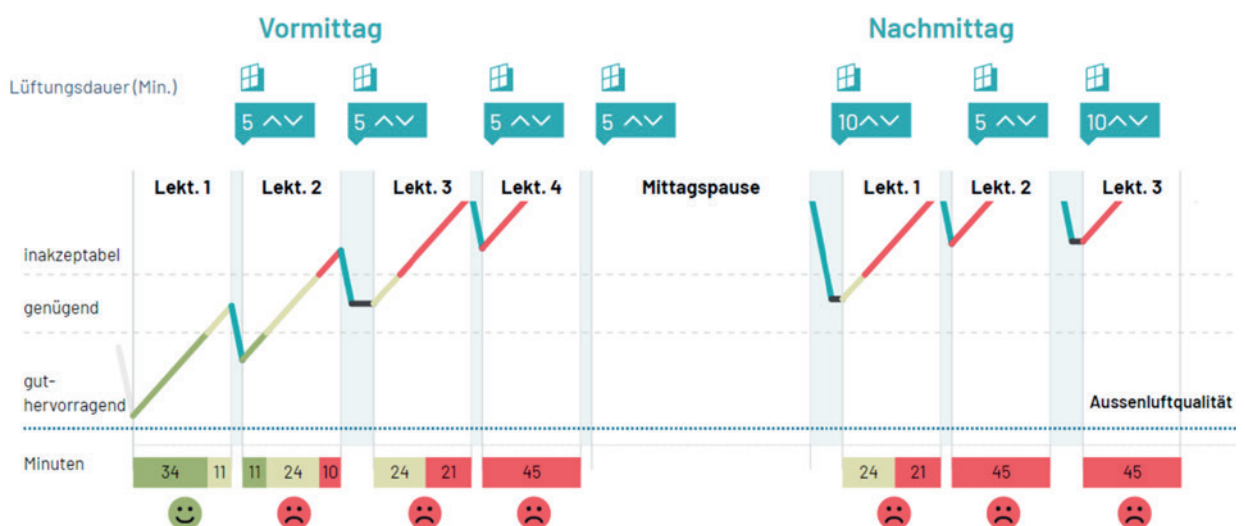 Vormittag
Nachmittag
Lüftungsdauer (Min.)
5
5
5
5
10
5
10
Lekt. 1
Lekt. 2
Lekt. 3
Lekt. 4
Mittagspause
Lekt. 1
Lekt. 2
Lekt. 3
inakzeptabel
genügend
gut-
hervorragend
Aussenluftqualität
Minuten
34
11
11
24
10
24
21
45
24
21
45
45